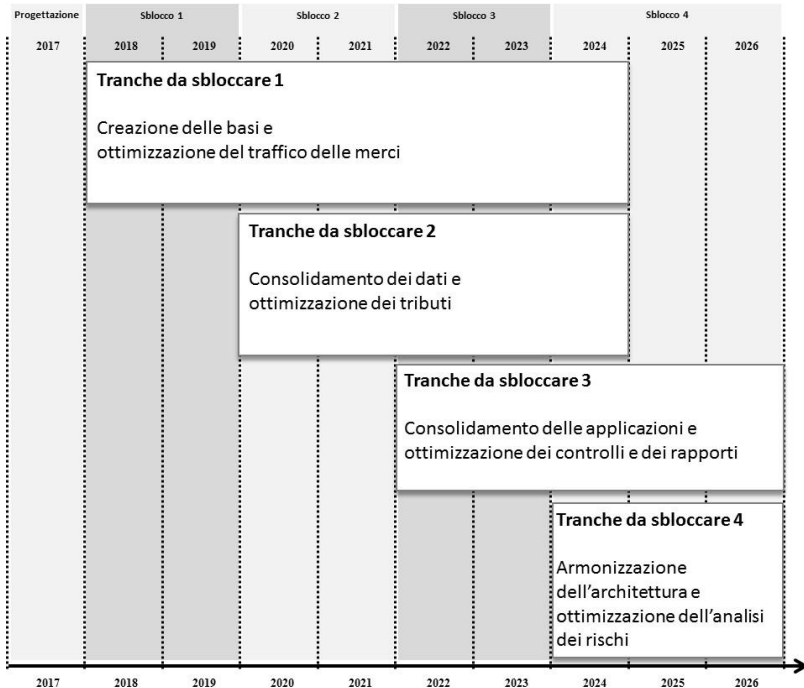 Progettazione Sblocco 1 Sblocco 2 Sblocco 3 Sblocco 4
2017 2018 2019 2020 2021 2022 2023 2024 2025 2026
Tranche da sbloccare 1
Creazione delle basi e
ottimizzazione del traffico delle merci
Tranche da sbloccare 2
Consolidamento dei dati e
ottimizzazione dei tributi
Tranche da sbloccare 3
Consolidamento delle applicazioni e
ottimizzazione dei controlli e dei rapporti
Tranche da sbloccare 4
Armonizzazione
dell’architettura e
ottimizzazione dell’analisi
dei rischi
2017 2018 2019 2020 2021 2022 2023 2024 2025 2026